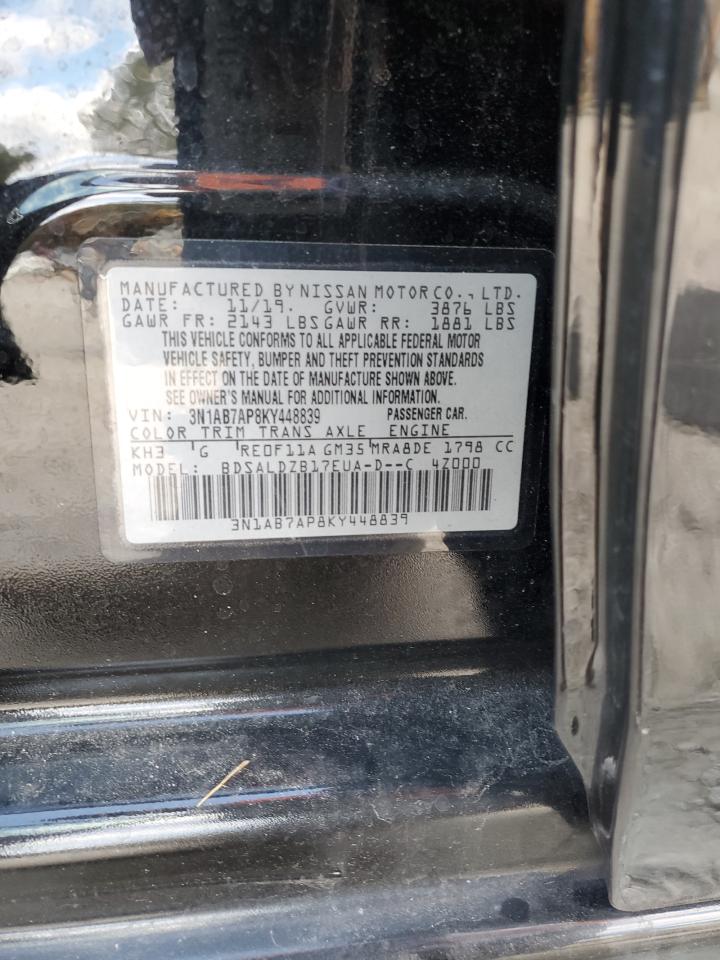 MANUFACTURED BY NISSAN MOTOR CO., LTD.
DATE: 11/19. GVWR: 3876 LBS
GAWR FR: 2143 LBS GAWR RR: 1881 LBS
THIS VEHICLE CONFORMS TO ALL APPLICABLE FEDERAL MOTOR
VEHICLE SAFETY, BUMPER AND THEFT PREVENTION STANDARDS
IN EFFECT ON THE DATE OF MANUFACTURE SHOWN ABOVE.
SEE OWNER'S MANUAL FOR ADDITIONAL INFORMATION.
VIN: 3N1AB7AP8KY448839 PASSENGER CAR.
COLOR TRIM TRANS AXLE ENGINE
KH3 G RE0F11A GM35 MRA8DE 1798 CC
MODEL: BDSALDZB17EUA-D--C 4Z000
3N1AB7AP8KY448839